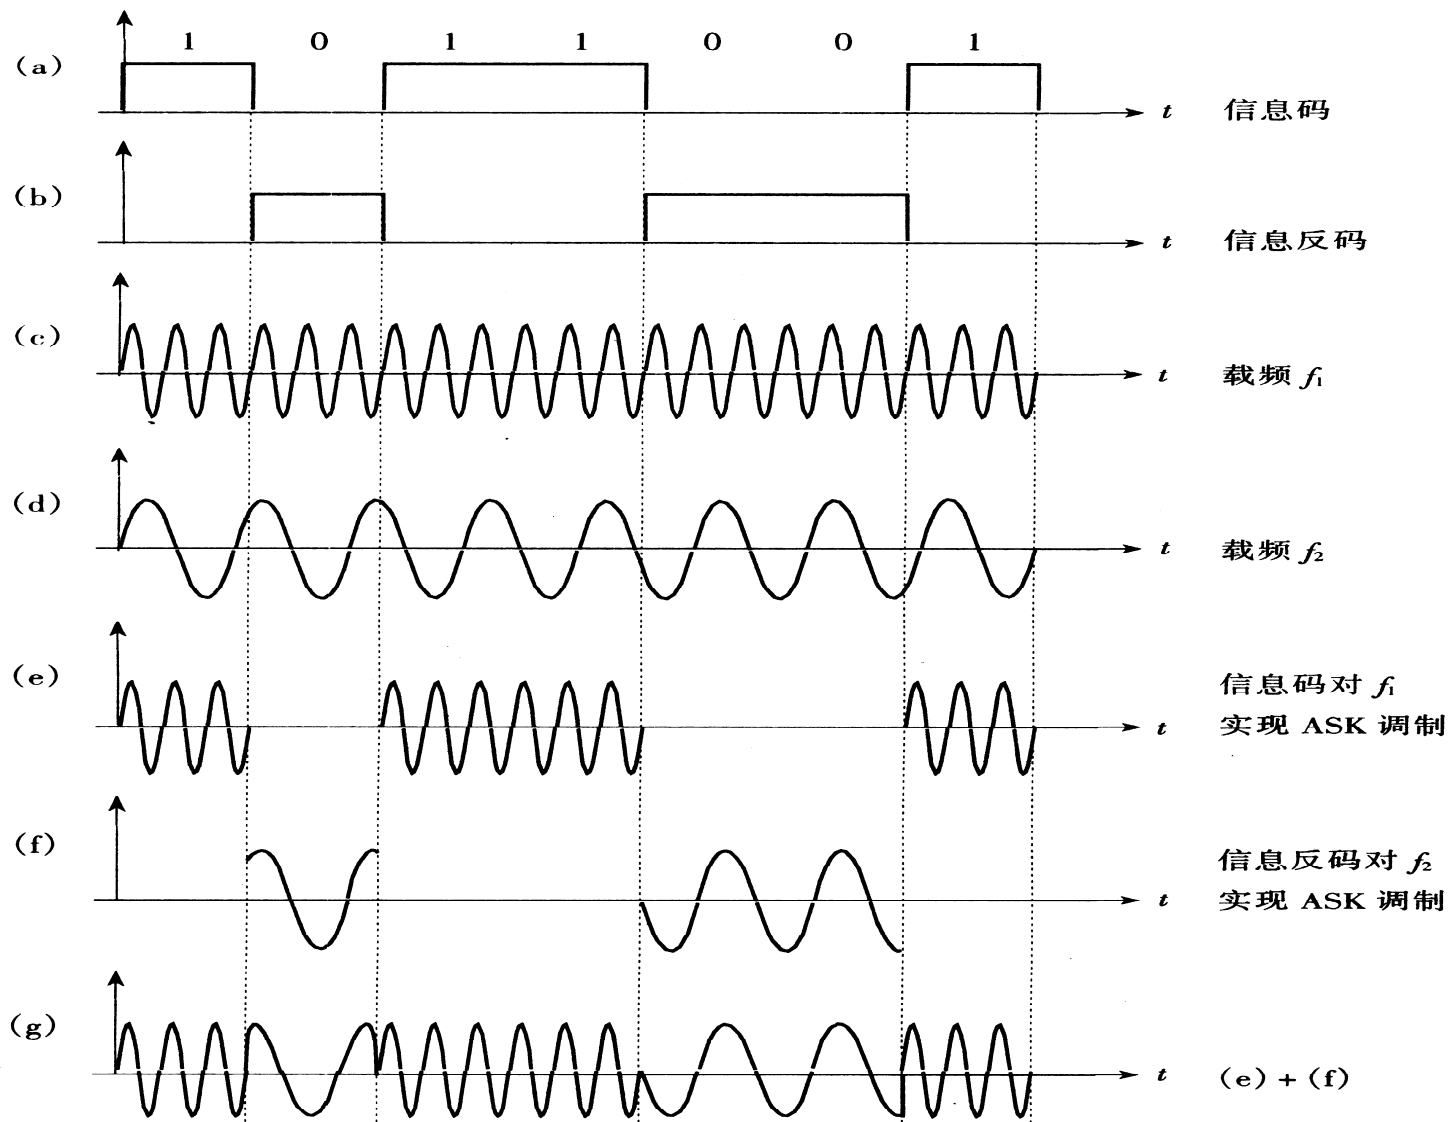 1 0 1 1 0 0 1
(a) t 信息码
(b) t 信息反码
(c) t 载频 f₁
(d) t 载频 f₂
(e) 信息码对 f₁
t 实现 ASK 调制
(f) 信息反码对 f₂
t 实现 ASK 调制
(g) t (e)+(f)